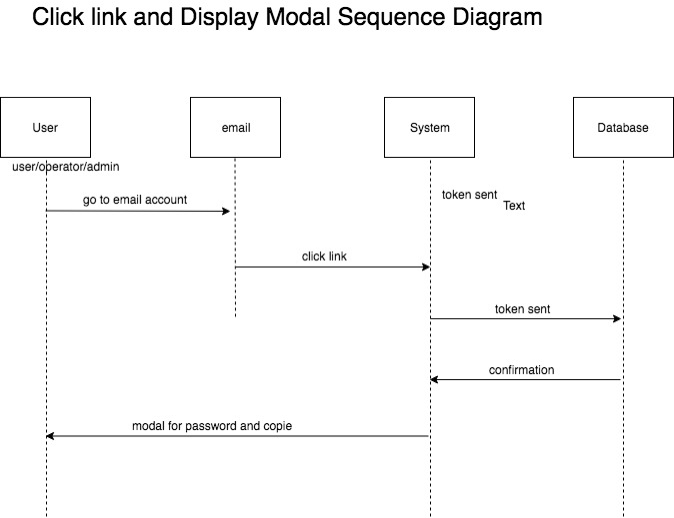 Click link and Display Modal Sequence Diagram
User
email
System
Database
user/operator/admin
go to email account
token sent
Text
click link
token sent
confirmation
modal for password and copie